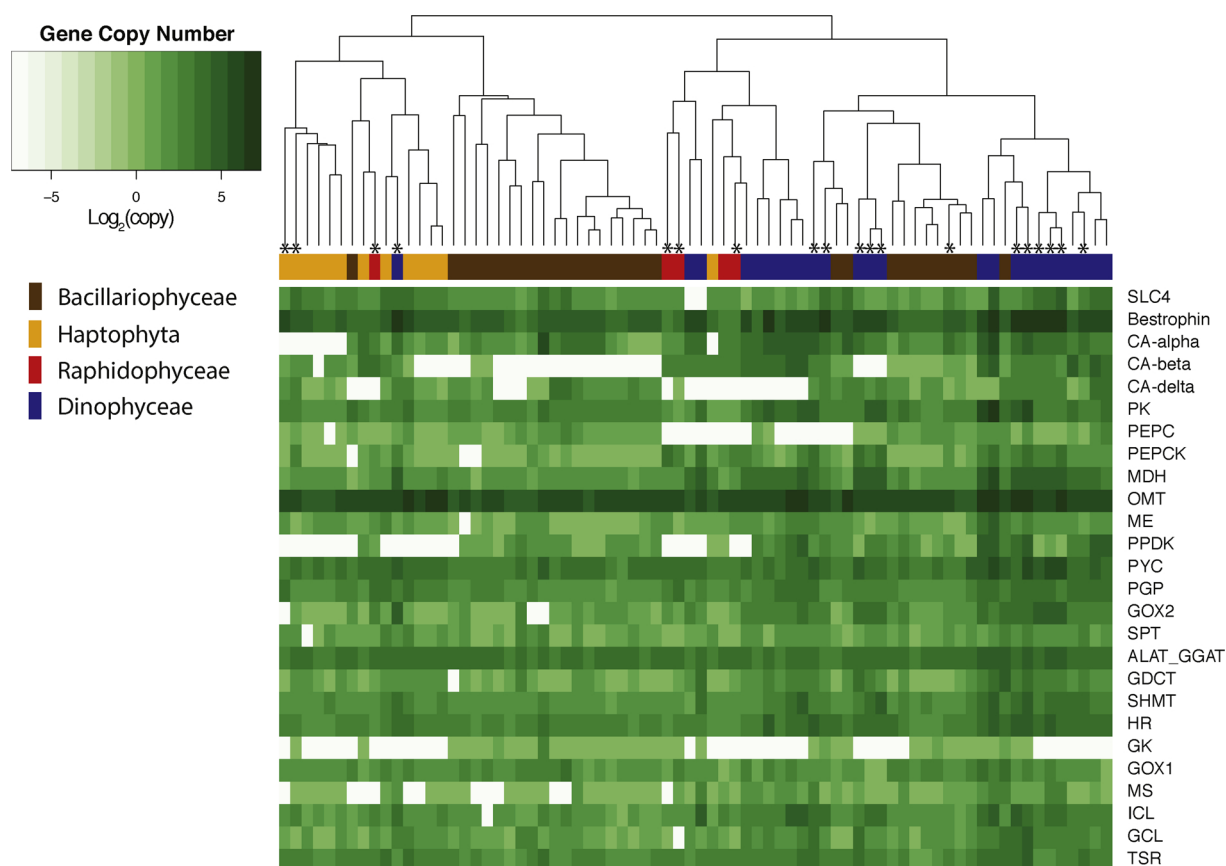 Gene Copy Number
−5 0 5
Log2(copy)
Bacillariophyceae
Haptophyta
Raphidophyceae
Dinophyceae
** * * ** * ** *** * ***** *
SLC4
Bestrophin
CA-alpha
CA-beta
CA-delta
PK
PEPC
PEPCK
MDH
OMT
ME
PPDK
PYC
PGP
GOX2
SPT
ALAT_GGAT
GDCT
SHMT
HR
GK
GOX1
MS
ICL
GCL
TSR